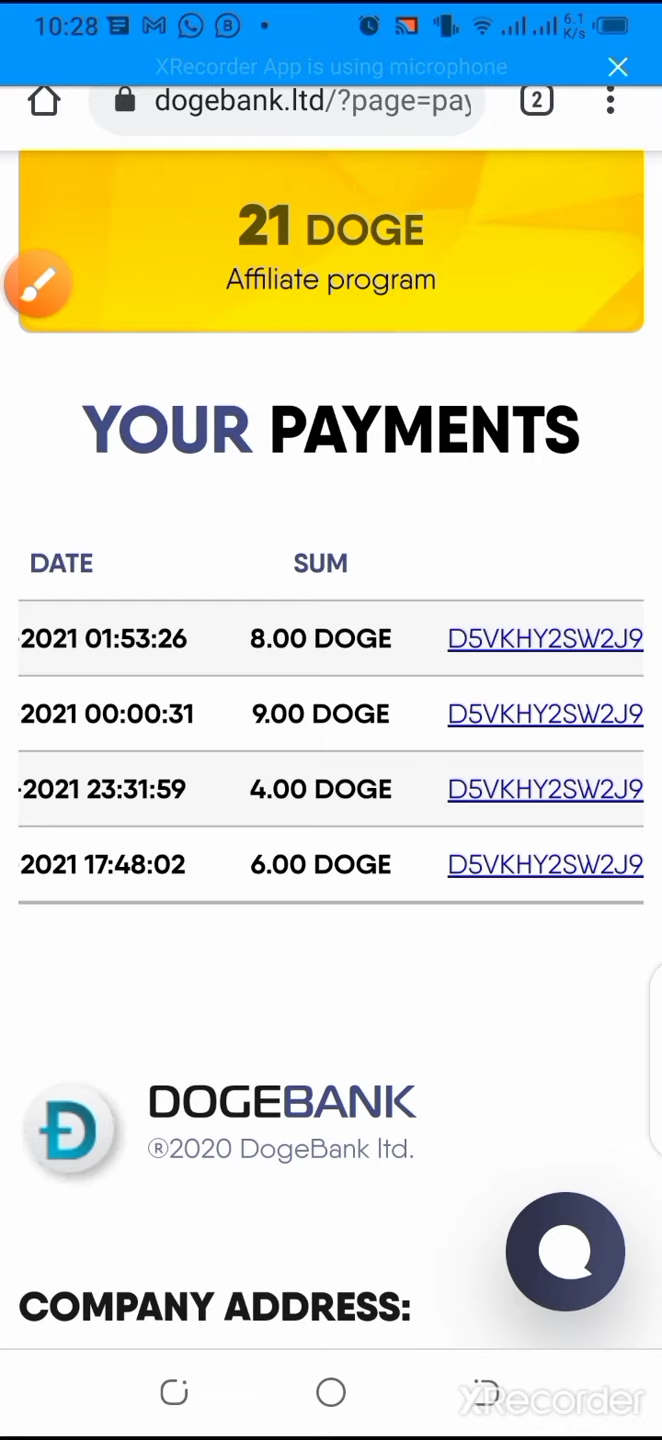 10:28
6.1
K/s
XRecorder App is using microphone
dogebank.ltd/?page=pay
2
21 DOGE
Affiliate program
YOUR PAYMENTS
DATE SUM
-2021 01:53:26 8.00 DOGE D5VKHY2SW2J9
2021 00:00:31 9.00 DOGE D5VKHY2SW2J9
-2021 23:31:59 4.00 DOGE D5VKHY2SW2J9
2021 17:48:02 6.00 DOGE D5VKHY2SW2J9
DOGEBANK
®2020 DogeBank ltd.
COMPANY ADDRESS:
XRecorder